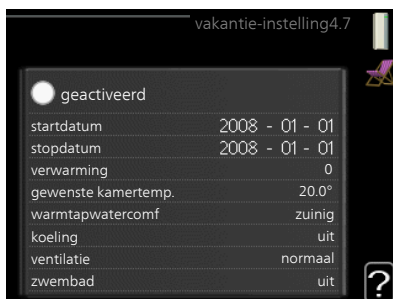 vakantie-instelling4.7
geactiveerd
startdatum 2008 - 01 - 01
stopdatum 2008 - 01 - 01
verwarming 0
gewenste kamertemp. 20.0°
warmtapwatercomf zuinig
koeling uit
ventilatie normaal
zwembad uit
?